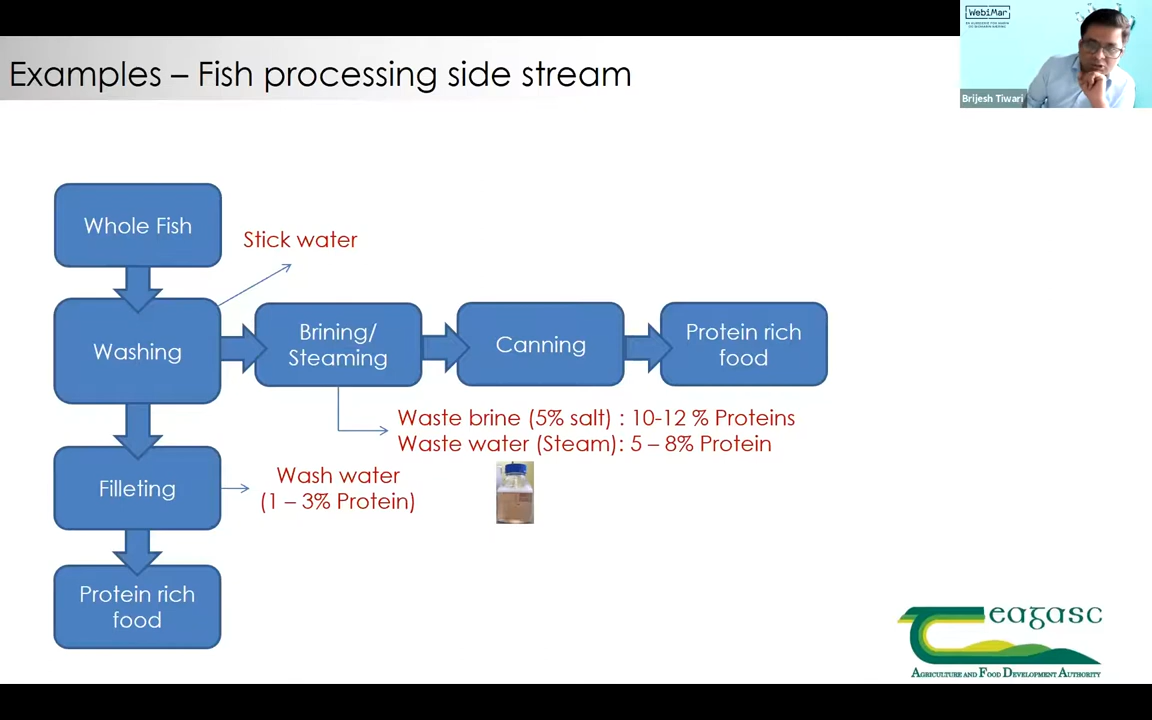 WebiMar
Examples – Fish processing side stream
Brijesh Tiwari
Whole Fish
Stick water
Washing
Brining/
Steaming
Canning
Protein rich
food
Waste brine (5% salt) : 10-12 % Proteins
Waste water (Steam): 5 – 8% Protein
Filleting
Wash water
(1 – 3% Protein)
Protein rich
food
Teagasc
AGRICULTURE AND FOOD DEVELOPMENT AUTHORITY